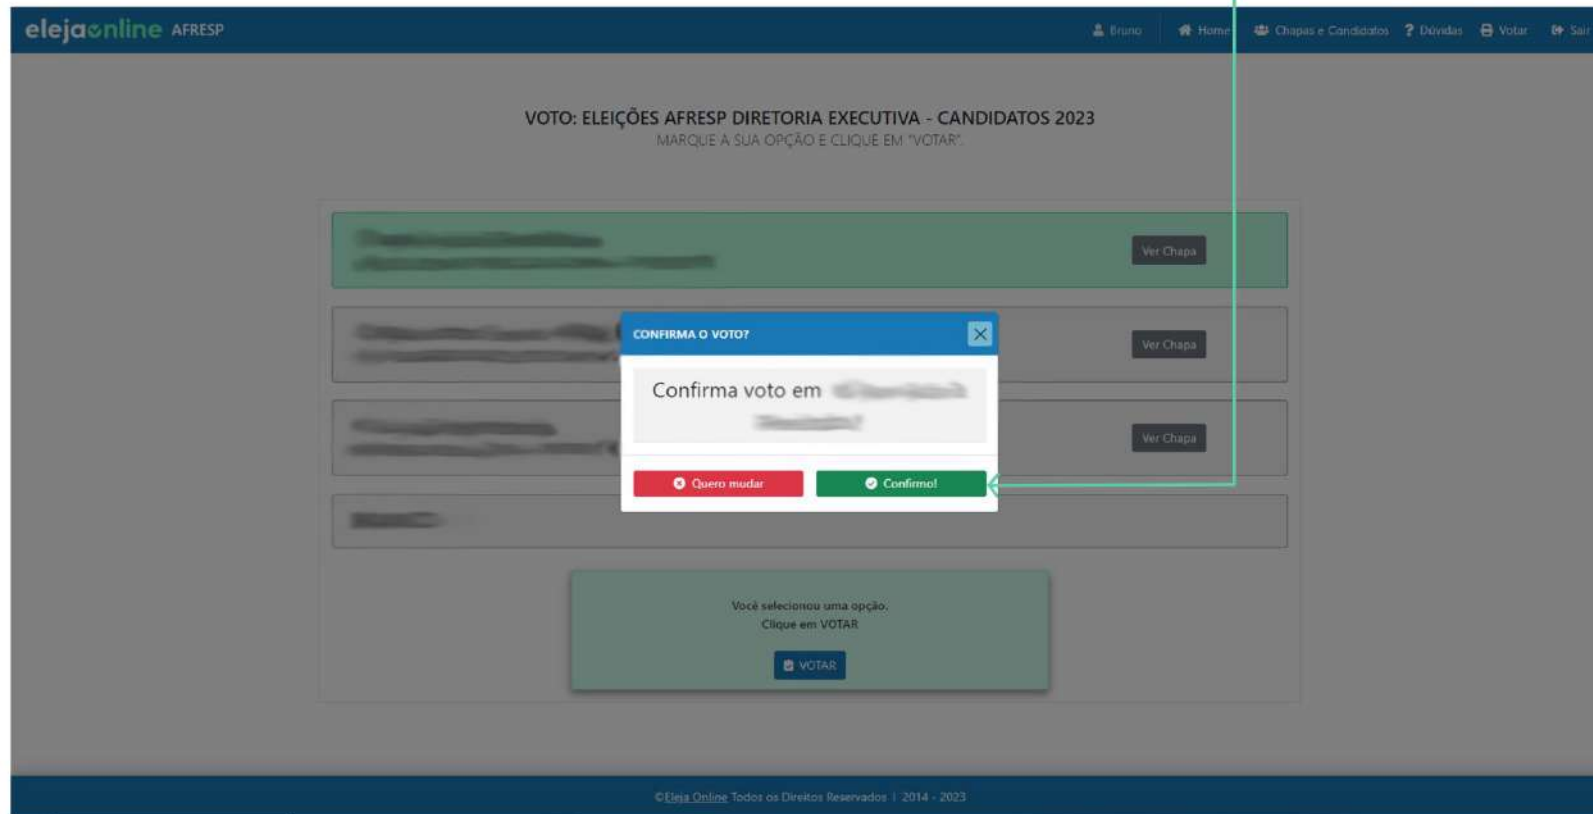 elejaonline AFRESP
Bruno Home Chapas e Candidatos ? Dúvidas Votar Sair
VOTO: ELEIÇÕES AFRESP DIRETORIA EXECUTIVA - CANDIDATOS 2023
MARQUE A SUA OPÇÃO E CLIQUE EM "VOTAR".
Ver Chapa
Ver Chapa
CONFIRMA O VOTO?
Confirma voto em
Ver Chapa
Quero mudar Confirmo!
Você selecionou uma opção.
Clique em VOTAR
VOTAR
©Eleja Online Todos os Direitos Reservados | 2014 - 2023